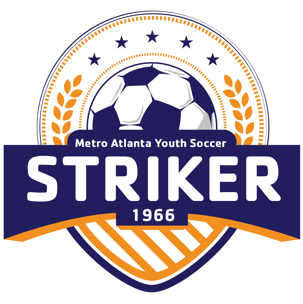 Metro Atlanta Youth Soccer
STRIKER
1966